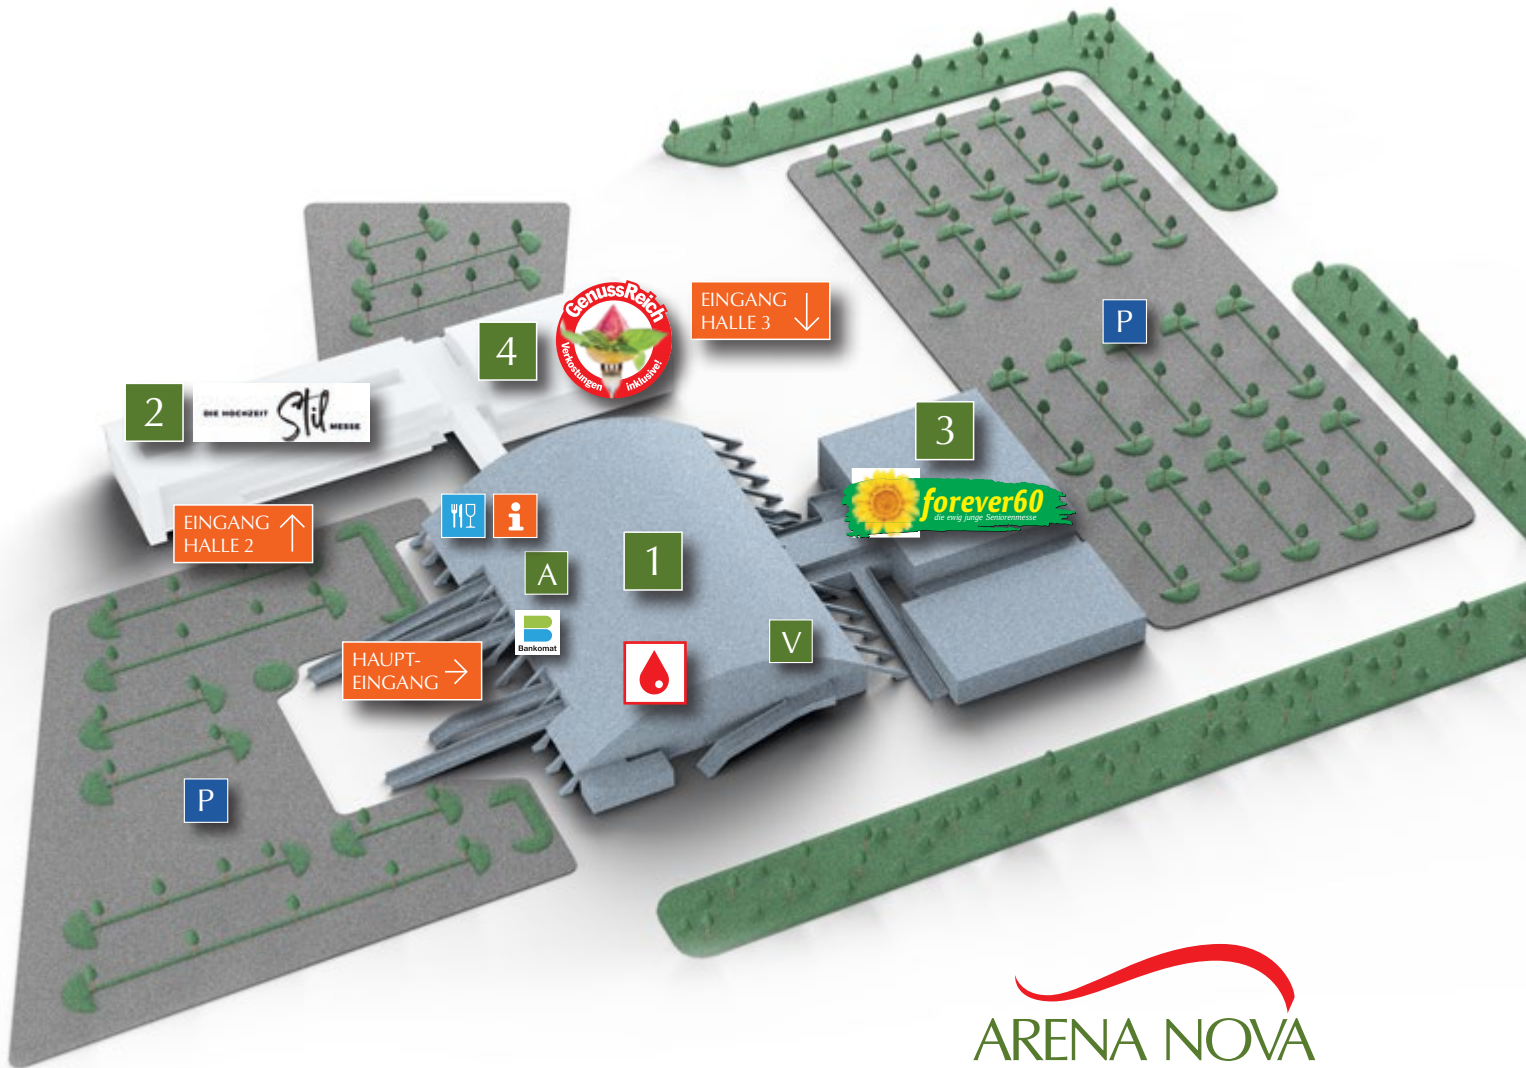 GenussReich
Verkostungen
inklusive!
EINGANG
HALLE 3
P
4
2
DIE HOCHZEIT
Stil
MESSE
3
forever60
die ewig junge Seniorenmesse
EINGANG
HALLE 2
i
1
A
Bankomat
V
HAUPT-
EINGANG
P
ARENA NOVA